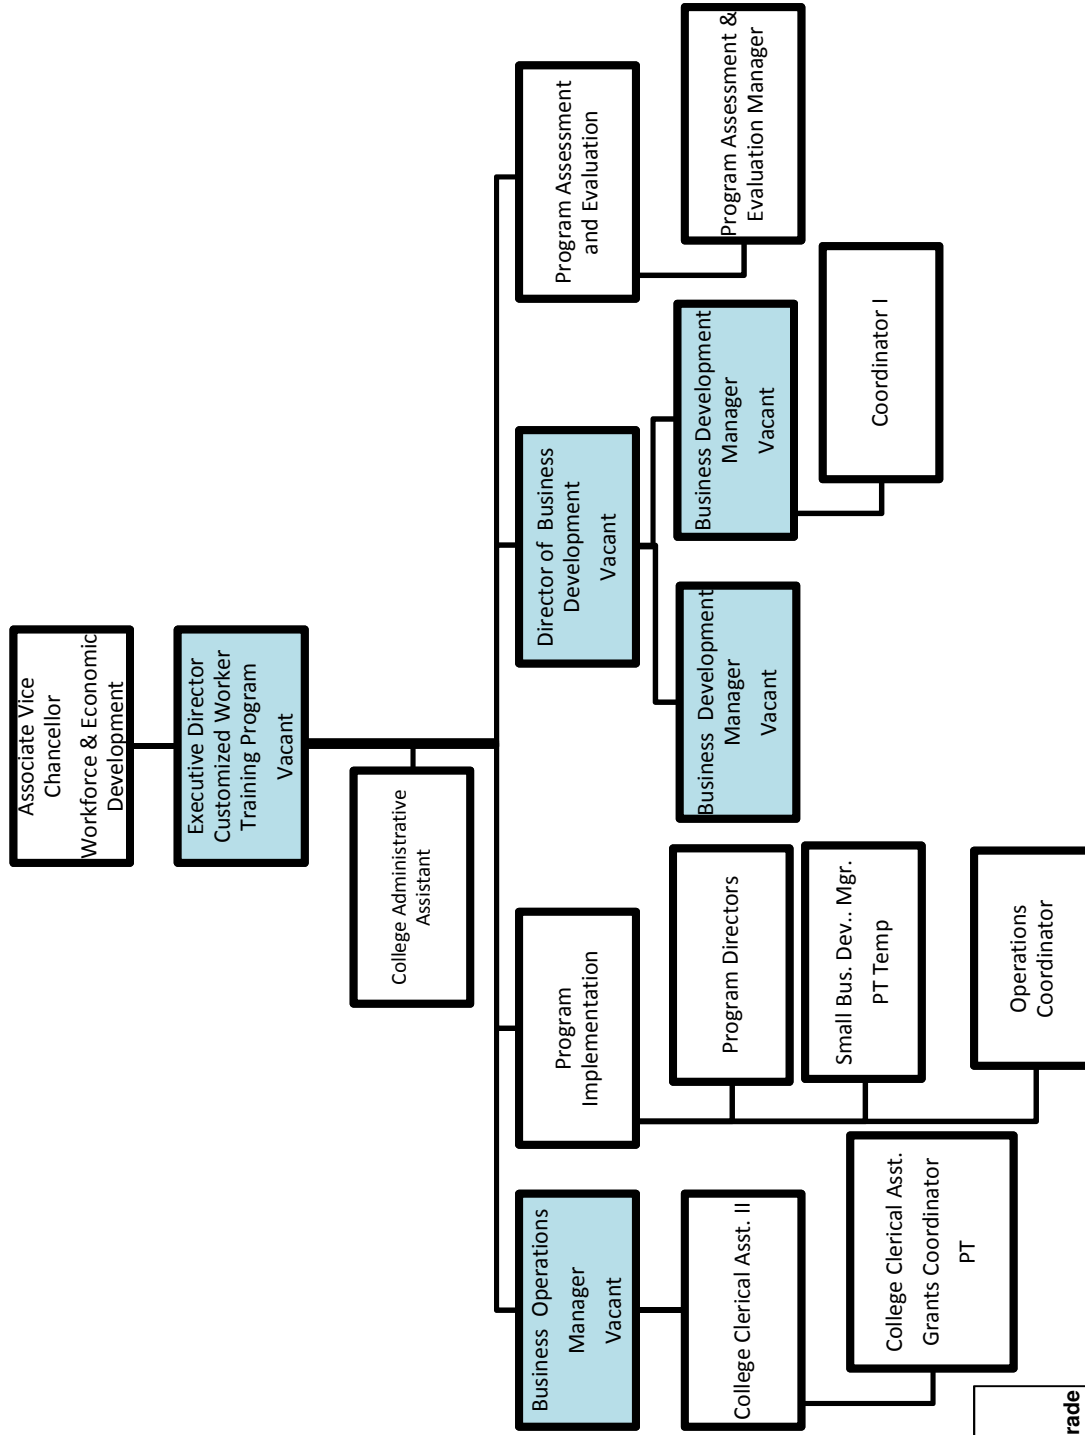 Associate Vice
Chancellor
Workforce & Economic
Development
Executive Director
Customized Worker
Training Program
Vacant
College Administrative
Assistant
Business Operations
Manager
Vacant
College Clerical Asst. II
College Clerical Asst.
Grants Coordinator
PT
Program
Implementation
Program Directors
Small Bus. Dev.. Mgr.
PT Temp
Operations
Coordinator
Director of Business
Development
Vacant
Business Development
Manager
Vacant
Business Development
Manager
Vacant
Coordinator I
Program Assessment
and Evaluation
Program Assessment &
Evaluation Manager
rade